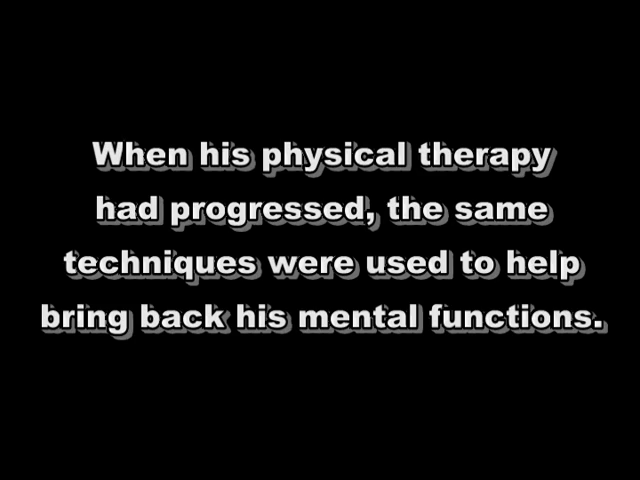 When his physical therapy
had progressed, the same
techniques were used to help
bring back his mental functions.